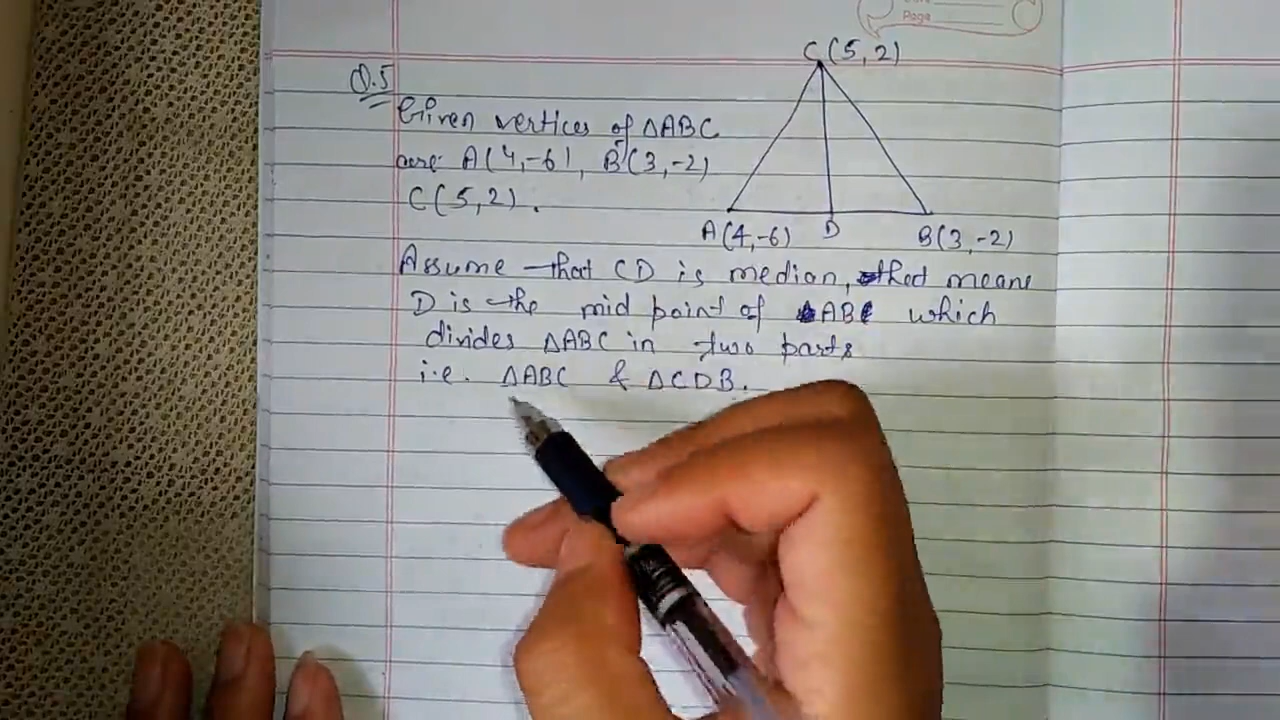 Page
C(5,2)
Q.5
Given vertices of ΔABC
are A(4,-6), B(3,-2)
C(5,2).
A(4,-6) D B(3,-2)
Assume that CD is median, that means
D is the mid point of AB which
divides ΔABC in two parts
i.e. ΔABC & ΔCDB.